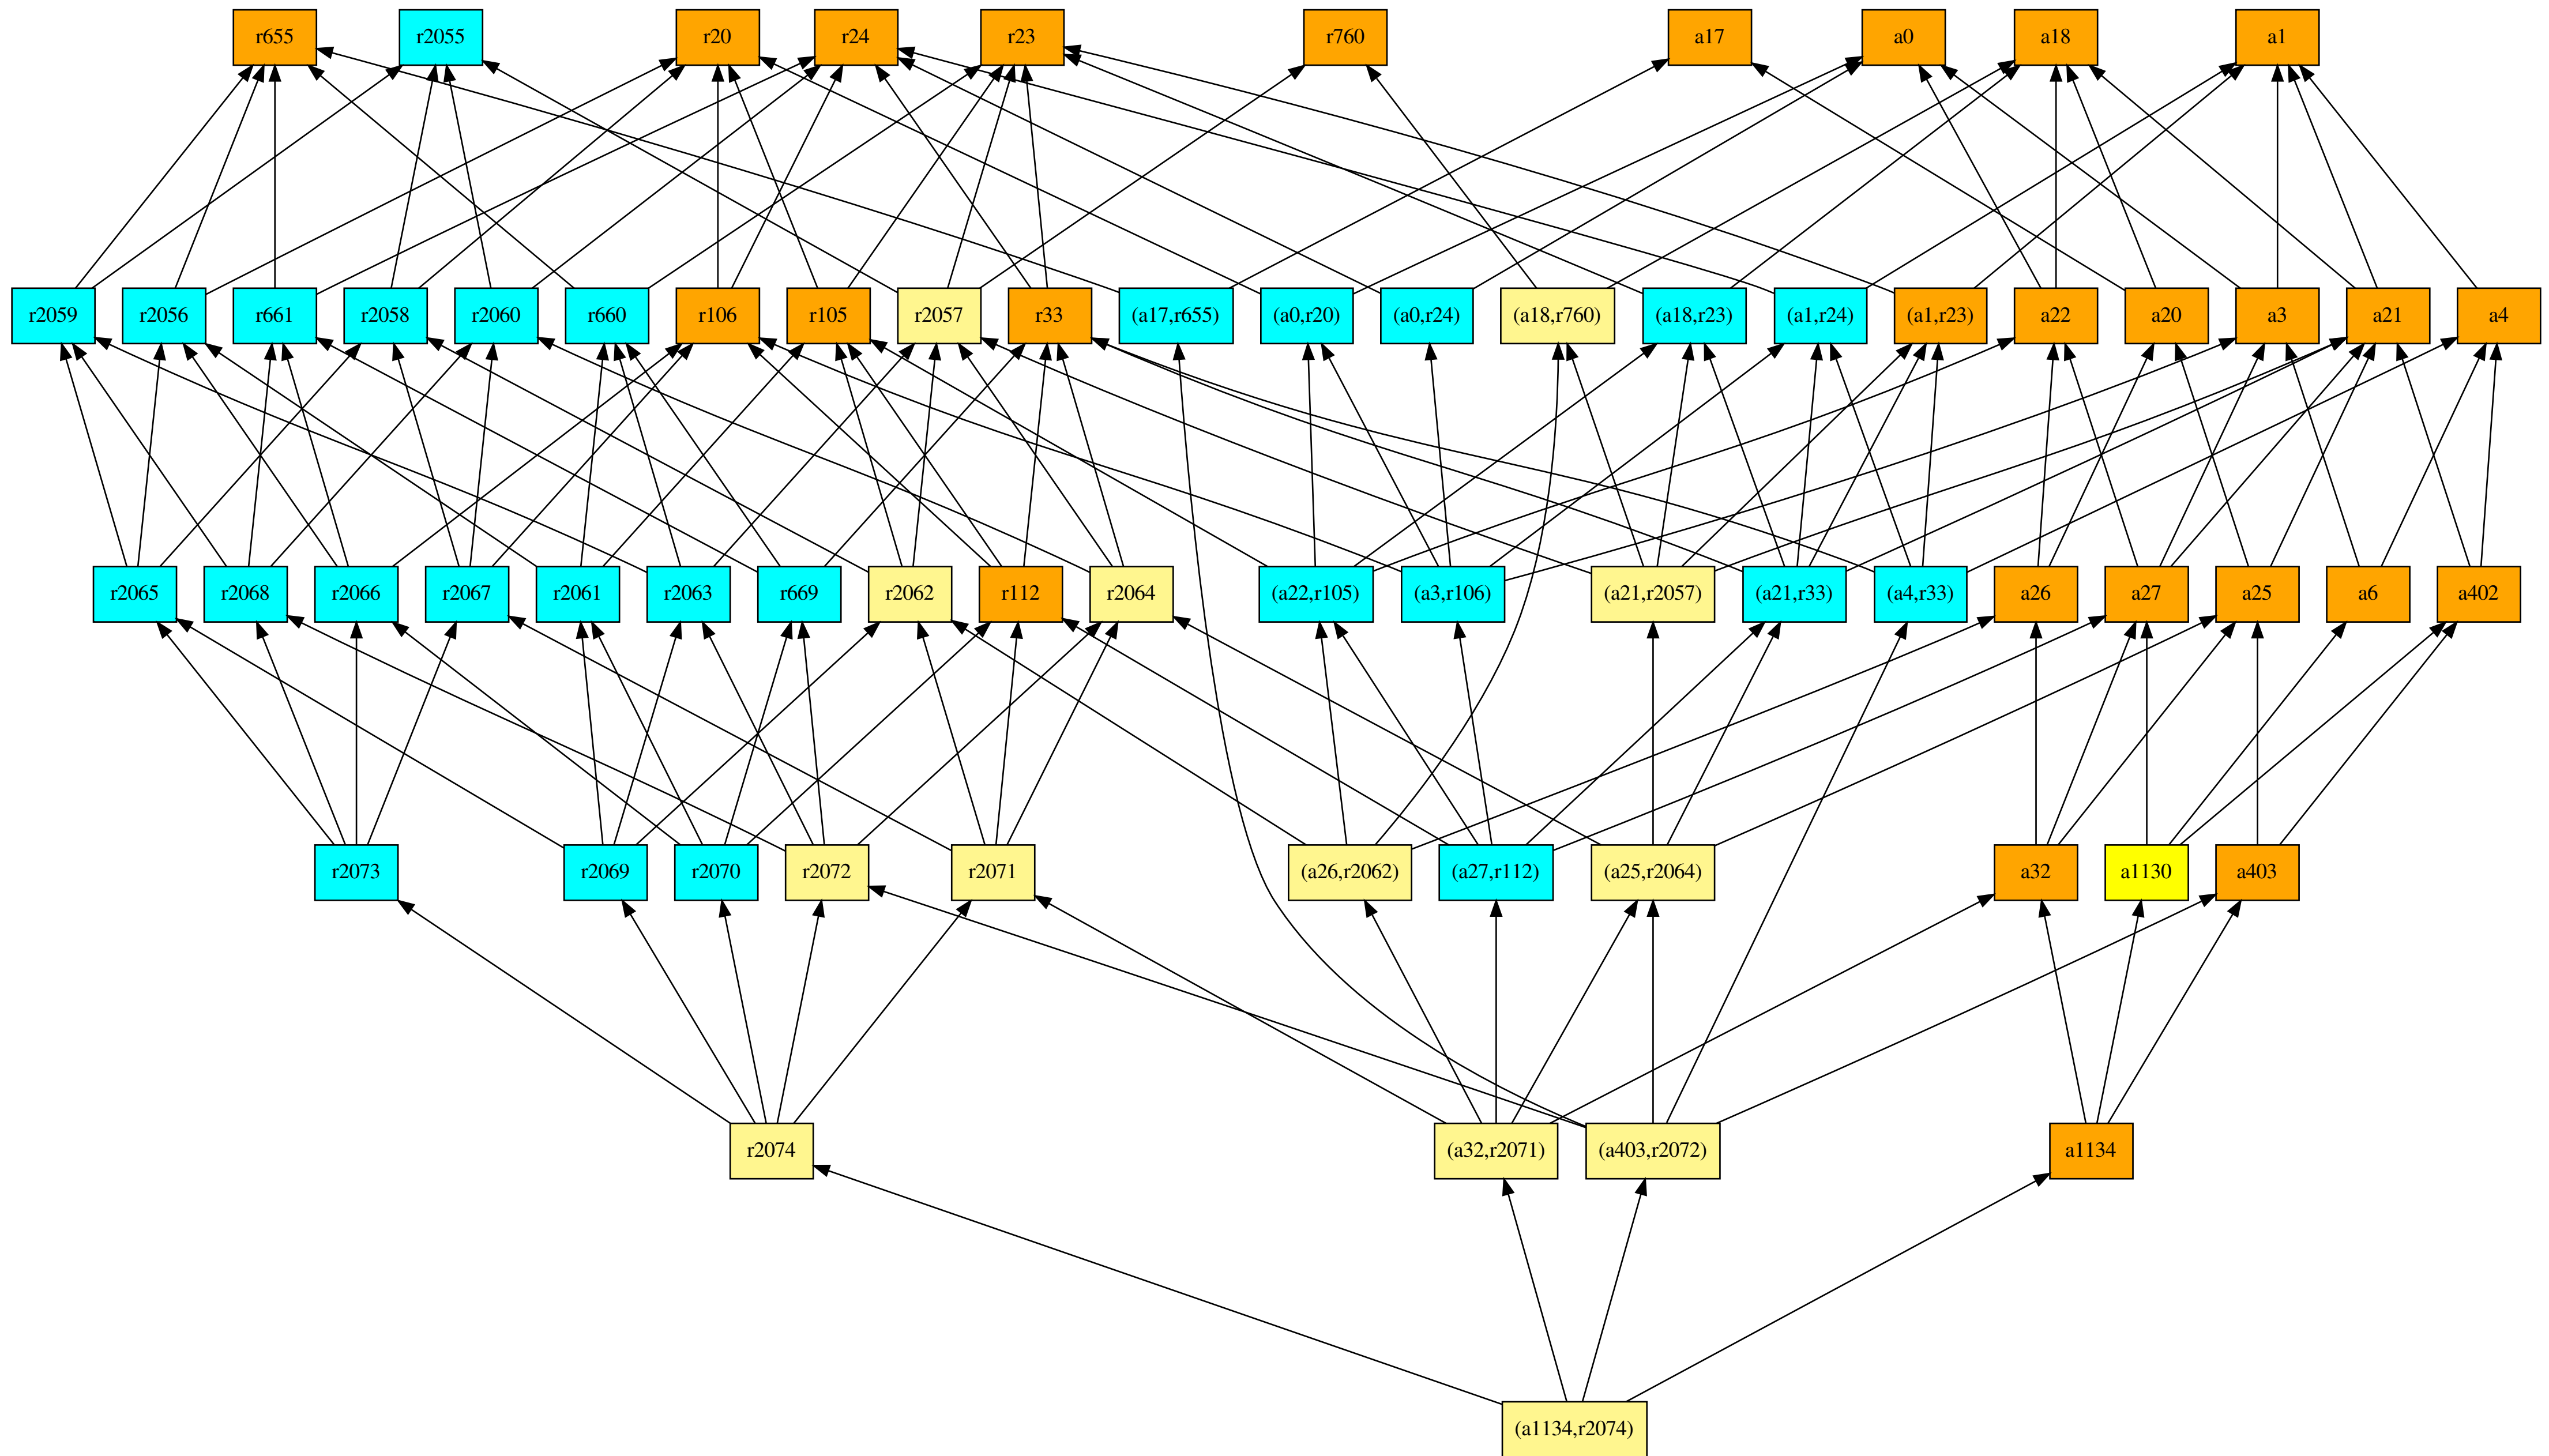 r655
r2055
r20
r24
r23
r760
a17
a0
a18
a1
r2059
r2056
r661
r2058
r2060
r660
r106
r105
r2057
r33
(a17,r655)
(a0,r20)
(a0,r24)
(a18,r760)
(a18,r23)
(a1,r24)
(a1,r23)
a22
a20
a3
a21
a4
r2065
r2068
r2066
r2067
r2061
r2063
r669
r2062
r112
r2064
(a22,r105)
(a3,r106)
(a21,r2057)
(a21,r33)
(a4,r33)
a26
a27
a25
a6
a402
r2073
r2069
r2070
r2072
r2071
(a26,r2062)
(a27,r112)
(a25,r2064)
a32
a1130
a403
r2074
(a32,r2071)
(a403,r2072)
a1134
(a1134,r2074)